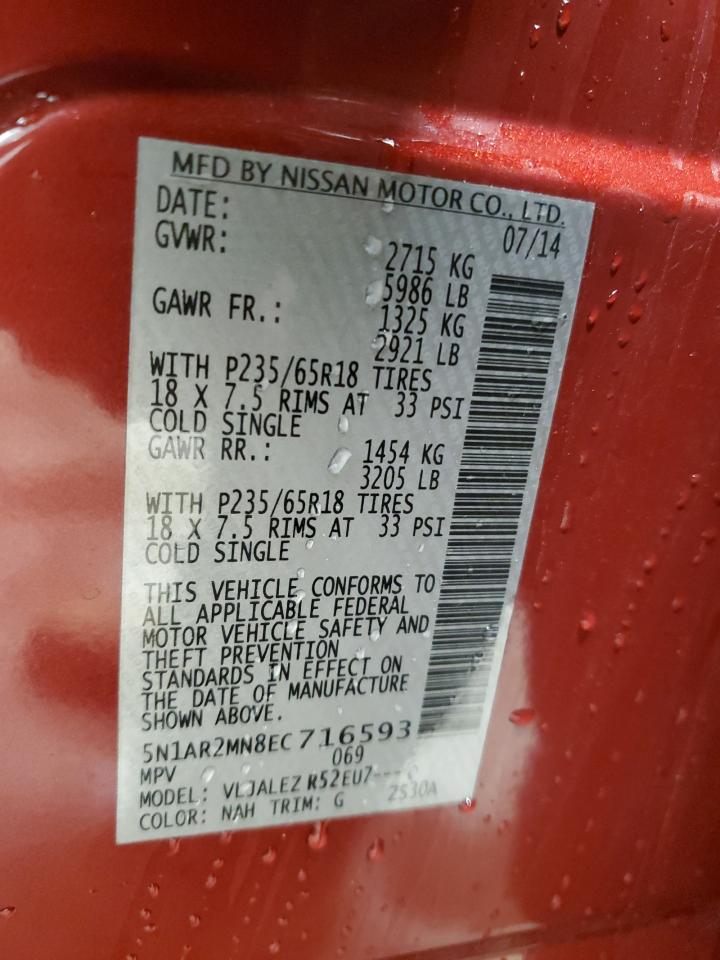 MFD BY NISSAN MOTOR CO., LTD.
DATE: 07/14
GVWR: 2715 KG
5986 LB
GAWR FR.: 1325 KG
2921 LB
WITH P235/65R18 TIRES
18 X 7.5 RIMS AT 33 PSI
COLD SINGLE
GAWR RR.: 1454 KG
3205 LB
WITH P235/65R18 TIRES
18 X 7.5 RIMS AT 33 PSI
COLD SINGLE
THIS VEHICLE CONFORMS TO
ALL APPLICABLE FEDERAL
MOTOR VEHICLE SAFETY AND
THEFT PREVENTION
STANDARDS IN EFFECT ON
THE DATE OF MANUFACTURE
SHOWN ABOVE.
5N1AR2MN8EC716593
MPV 069
MODEL: VLJALEZ R52EU7---C
COLOR: NAH TRIM: G 2530A